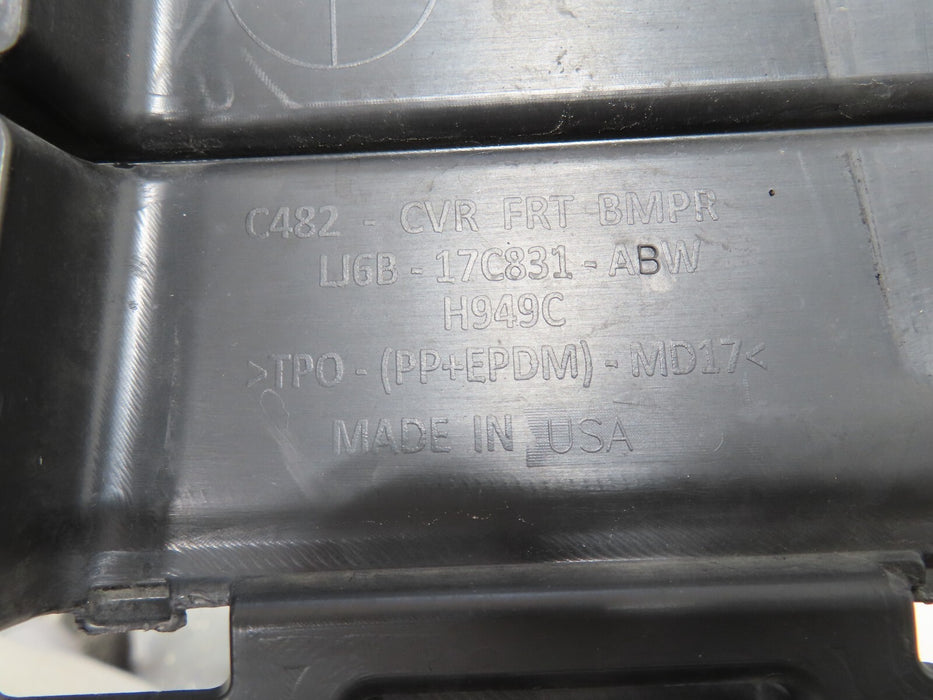 C482 - CVR FRT BMPR
LJ6B - 17C831 - ABW
H949C
>TPO - (PP+EPDM) - MD17<
MADE IN USA